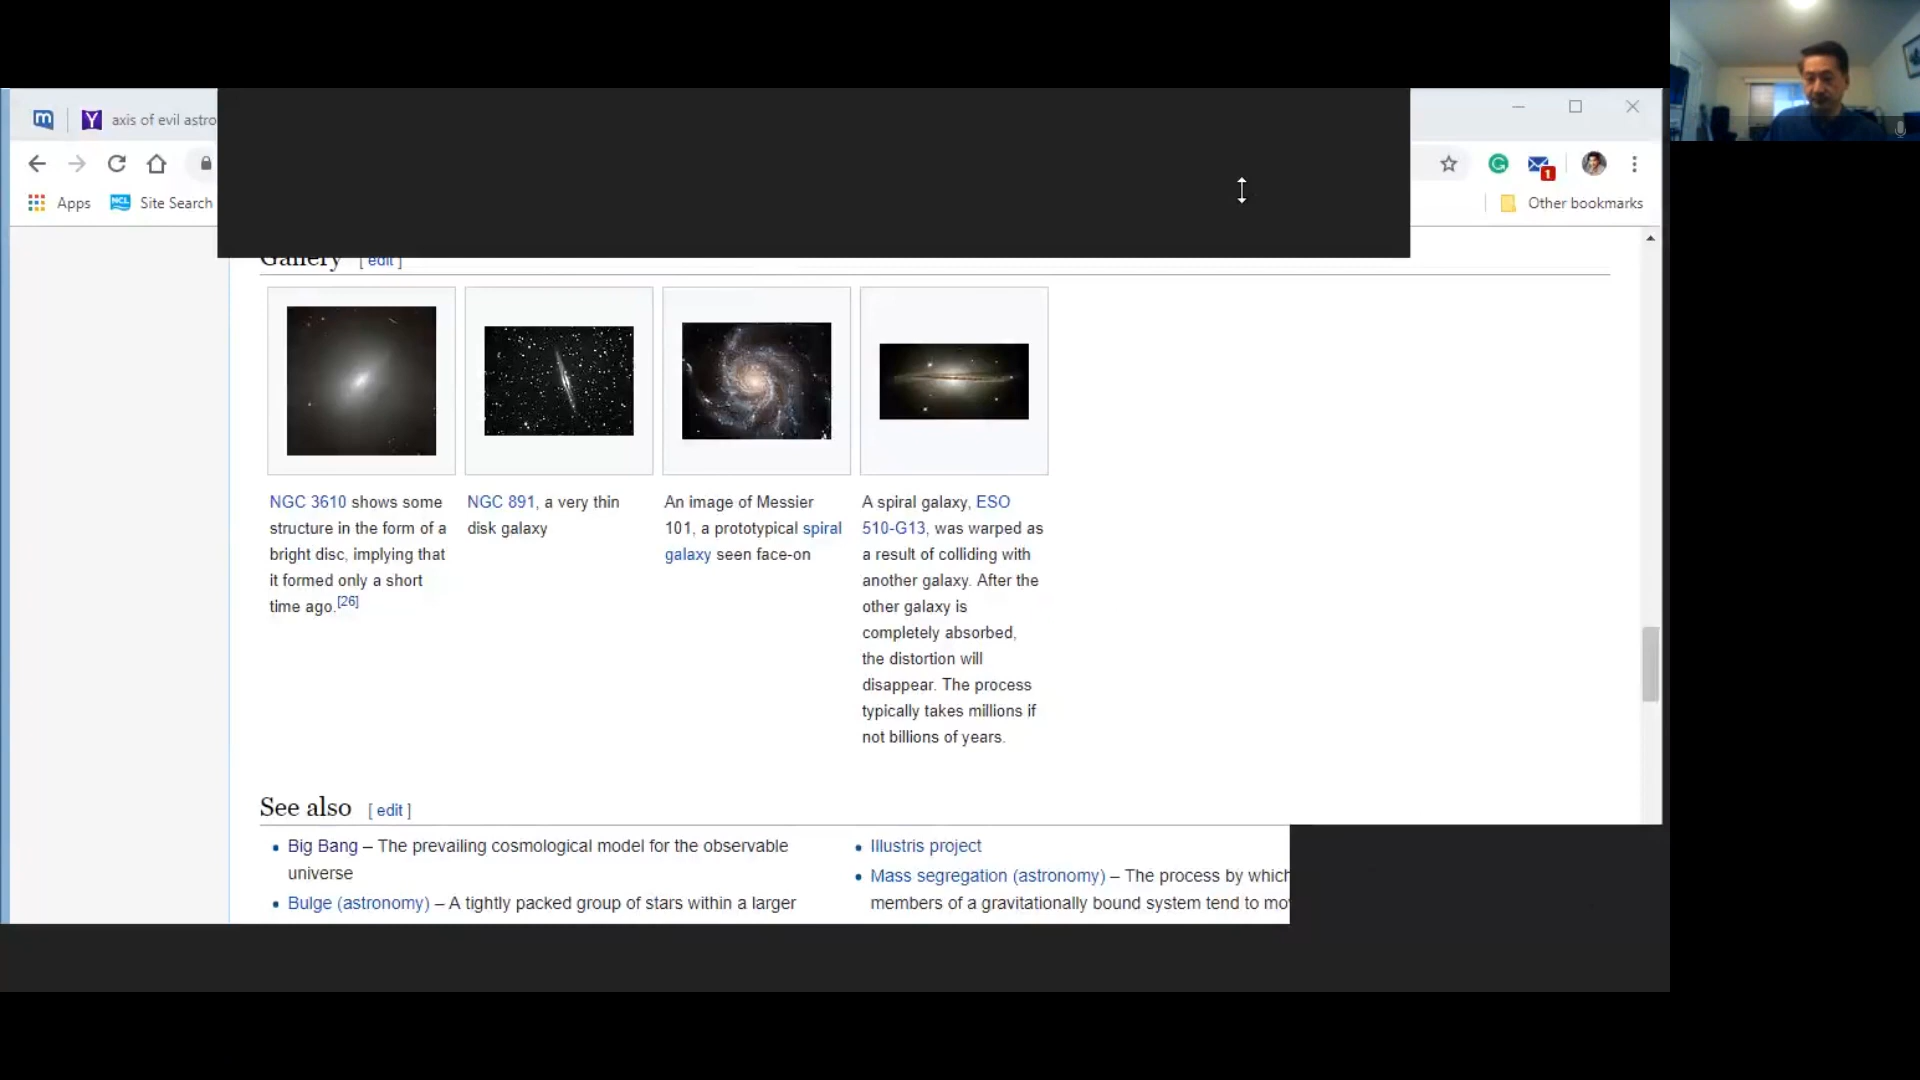 axis of evil astro
Apps
Site Search
1
Other bookmarks
Gallery [ edit ]
NGC 3610 shows some
structure in the form of a
bright disc, implying that
it formed only a short
time ago.[26]
NGC 891, a very thin
disk galaxy
An image of Messier
101, a prototypical spiral
galaxy seen face-on
A spiral galaxy, ESO
510-G13, was warped as
a result of colliding with
another galaxy. After the
other galaxy is
completely absorbed,
the distortion will
disappear. The process
typically takes millions if
not billions of years.
See also [ edit ]
Big Bang – The prevailing cosmological model for the observable
universe
Bulge (astronomy) – A tightly packed group of stars within a larger
Illustris project
Mass segregation (astronomy) – The process by which
members of a gravitationally bound system tend to mo